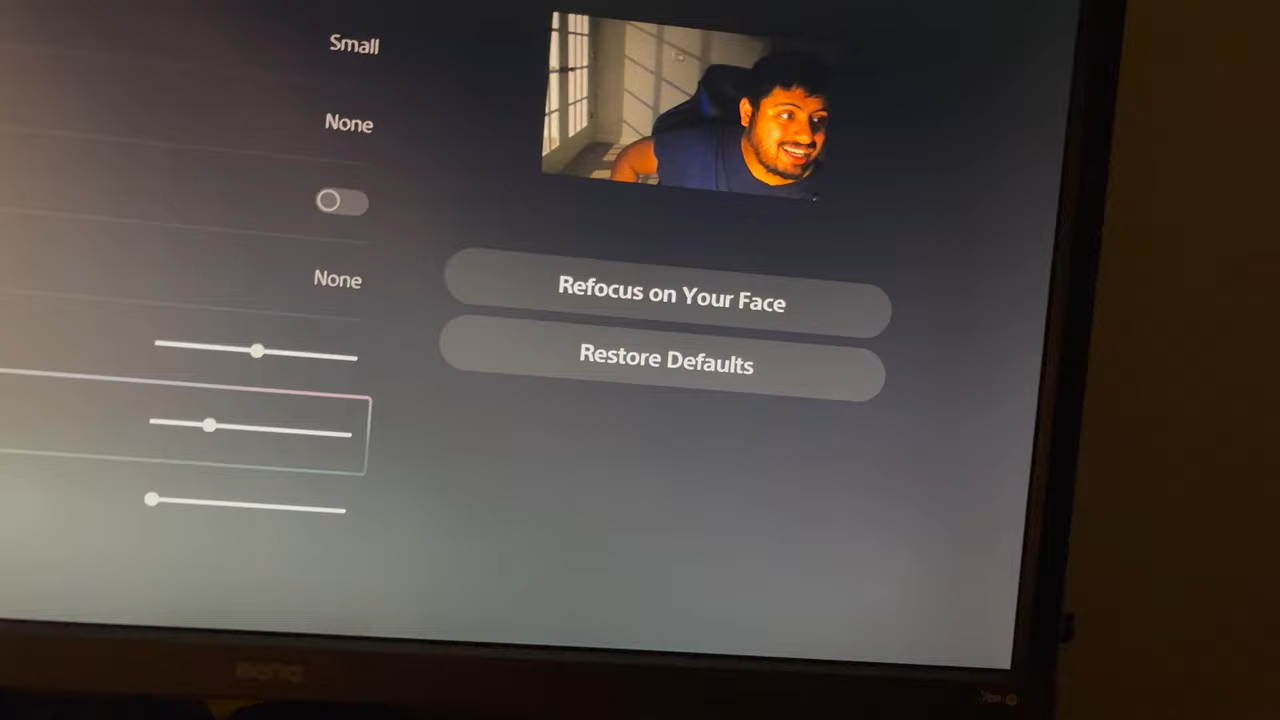 Small
None
None
Refocus on Your Face
Restore Defaults
BenQ